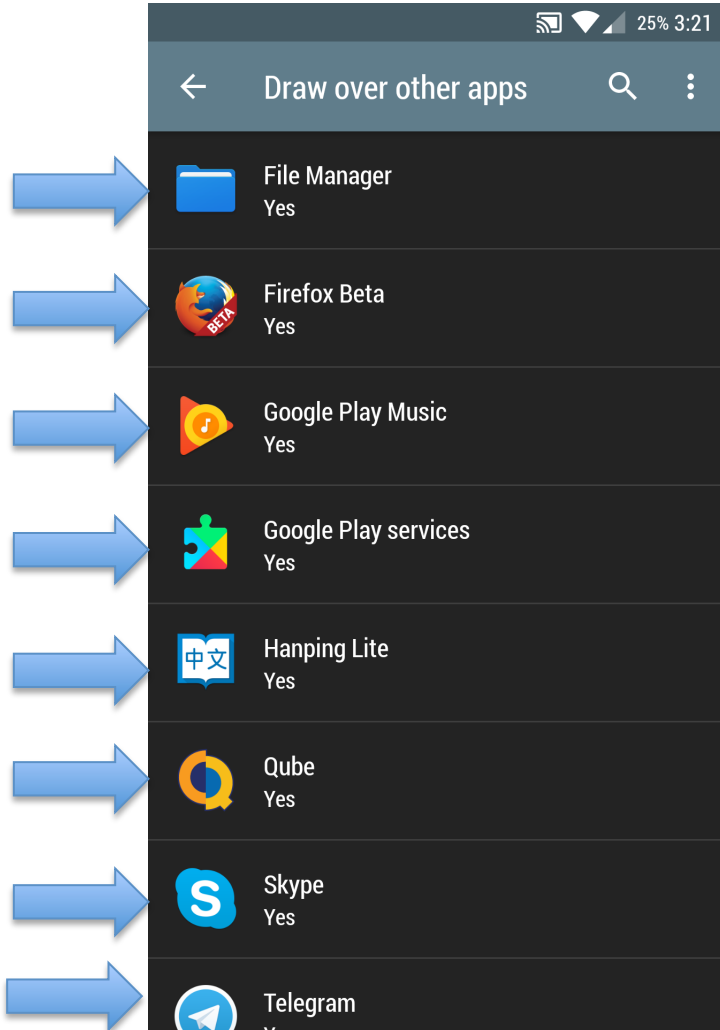 25% 3:21
Draw over other apps
File Manager
Yes
BETA
Firefox Beta
Yes
Google Play Music
Yes
Google Play services
Yes
中文
Hanping Lite
Yes
Qube
Yes
S
Skype
Yes
Telegram